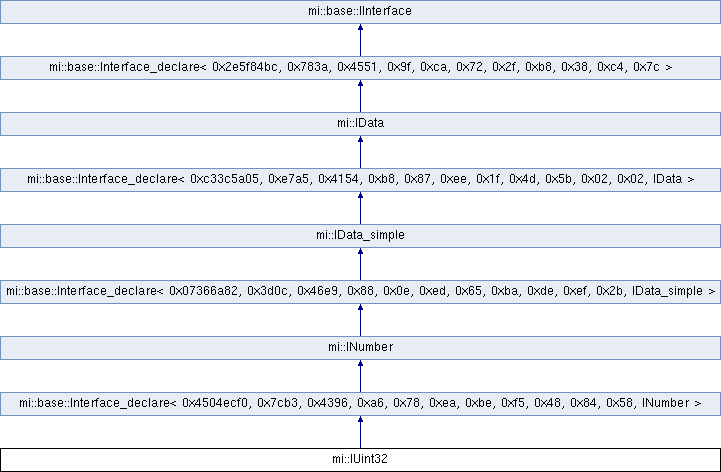 mi::base::IInterface
mi::base::Interface_declare< 0x2e5f84bc, 0x783a, 0x4551, 0x9f, 0xca, 0x72, 0x2f, 0xb8, 0x38, 0xc4, 0x7c >
mi::IData
mi::base::Interface_declare< 0xc33c5a05, 0xe7a5, 0x4154, 0xb8, 0x87, 0xee, 0x1f, 0x4d, 0x5b, 0x02, 0x02, IData >
mi::IData_simple
mi::base::Interface_declare< 0x07366a82, 0x3d0c, 0x46e9, 0x88, 0x0e, 0xed, 0x65, 0xba, 0xde, 0xef, 0x2b, IData_simple >
mi::INumber
mi::base::Interface_declare< 0x4504ecf0, 0x7cb3, 0x4396, 0xa6, 0x78, 0xea, 0xbe, 0xf5, 0x48, 0x84, 0x58, INumber >
mi::IUint32